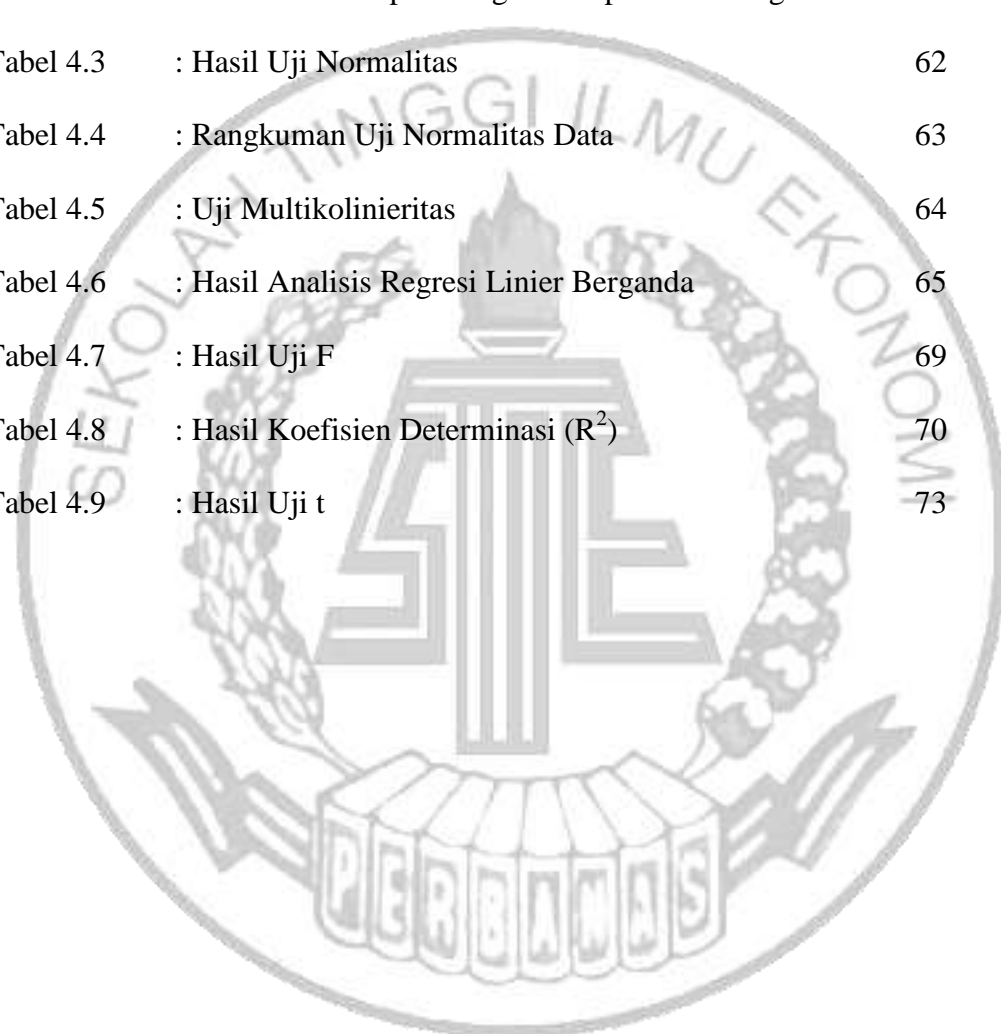 Tabel 4.3 : Hasil Uji Normalitas 62
Tabel 4.4 : Rangkuman Uji Normalitas Data 63
Tabel 4.5 : Uji Multikolinieritas 64
Tabel 4.6 : Hasil Analisis Regresi Linier Berganda 65
Tabel 4.7 : Hasil Uji F 69
Tabel 4.8 : Hasil Koefisien Determinasi (R²) 70
Tabel 4.9 : Hasil Uji t 73
SEKOLAH TINGGI ILMU EKONOMI
STIE
PERBANAS